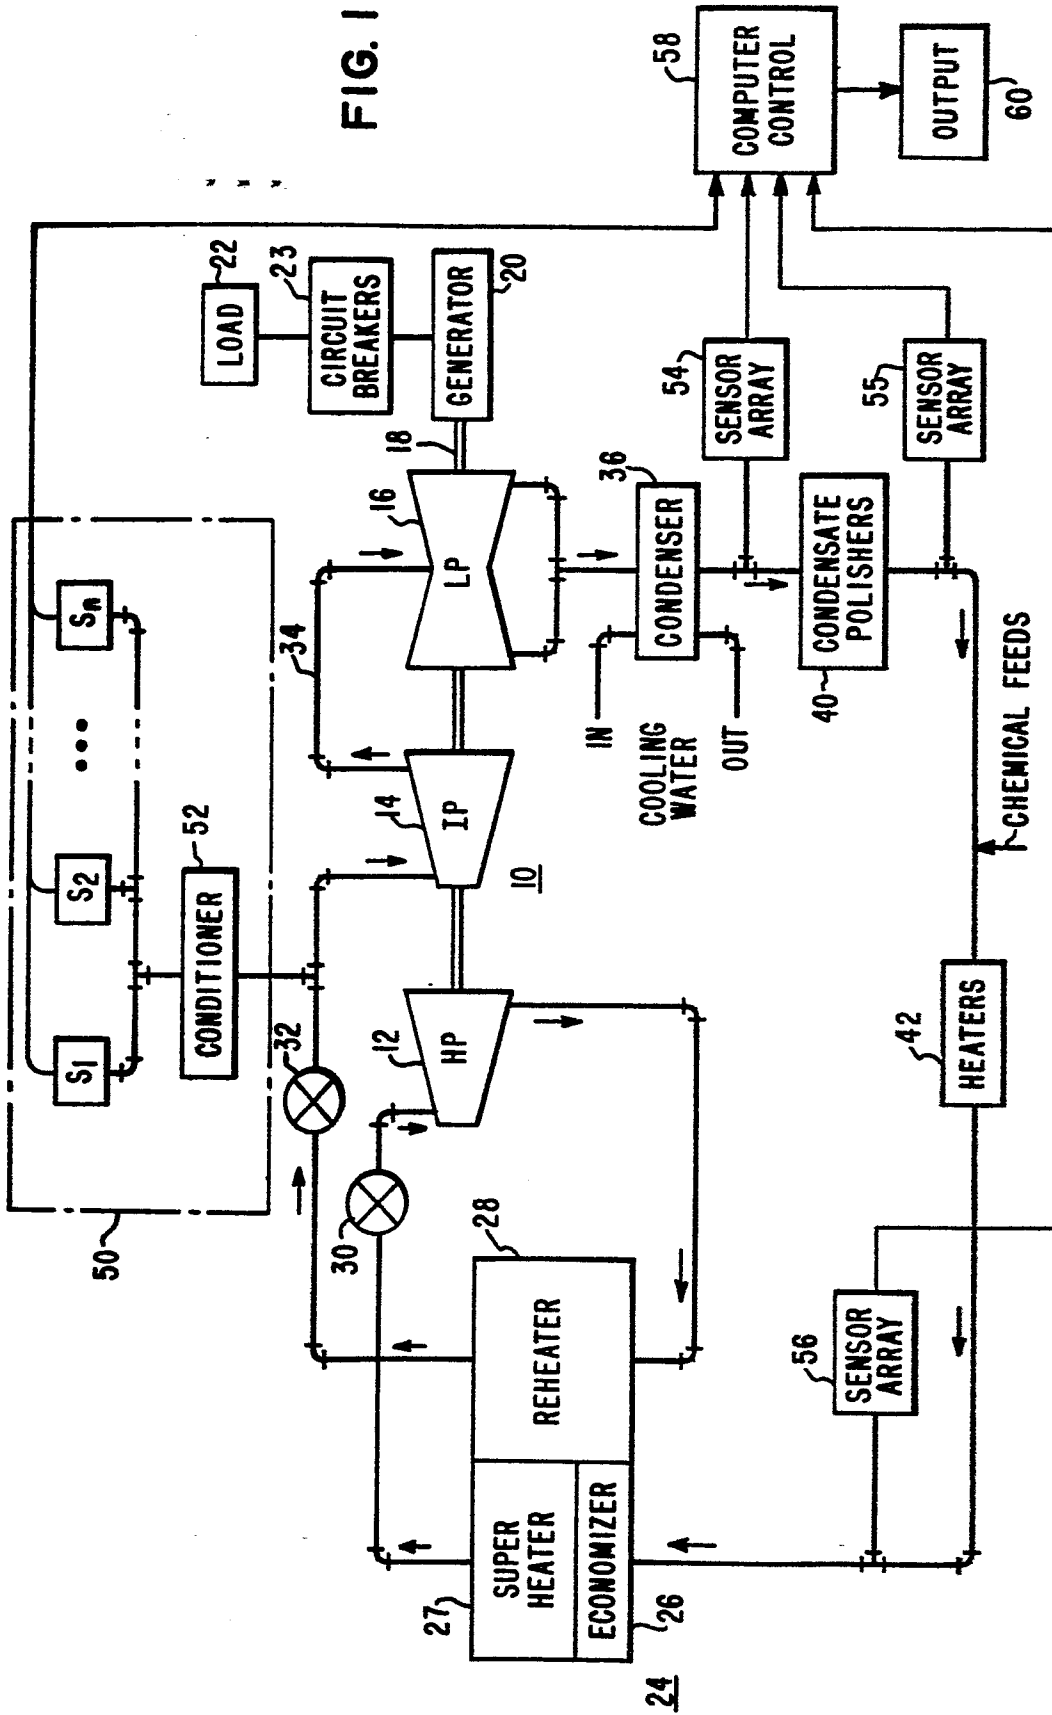 FIG. 1
50
S1
S2
Sn
52
CONDITIONER
22
LOAD
23
CIRCUIT
BREAKERS
GENERATOR
20
18
16
LP
34
14
IP
10
12
HP
32
30
28
REHEATER
SUPER
HEATER
27
ECONOMIZER
26
24
36
CONDENSER
IN
COOLING
WATER
OUT
54
SENSOR
ARRAY
CONDENSATE
POLISHERS
40
55
SENSOR
ARRAY
58
COMPUTER
CONTROL
OUTPUT
60
CHEMICAL FEEDS
42
HEATERS
56
SENSOR
ARRAY